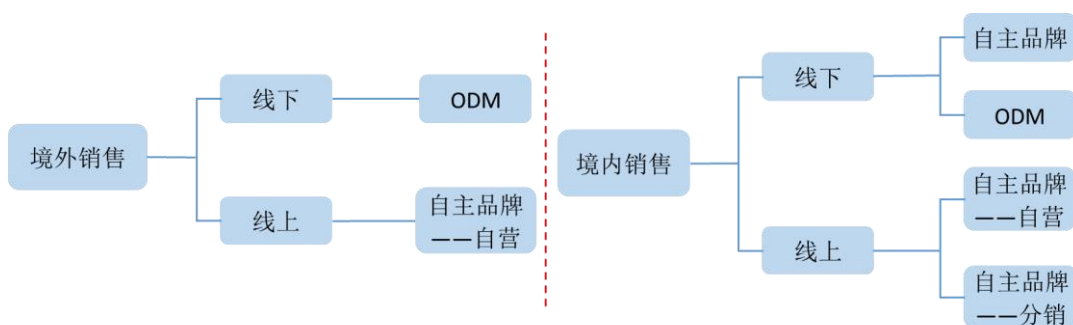 境外销售
线下
ODM
线上
自主品牌
——自营
境内销售
线下
自主品牌
ODM
线上
自主品牌
——自营
自主品牌
——分销